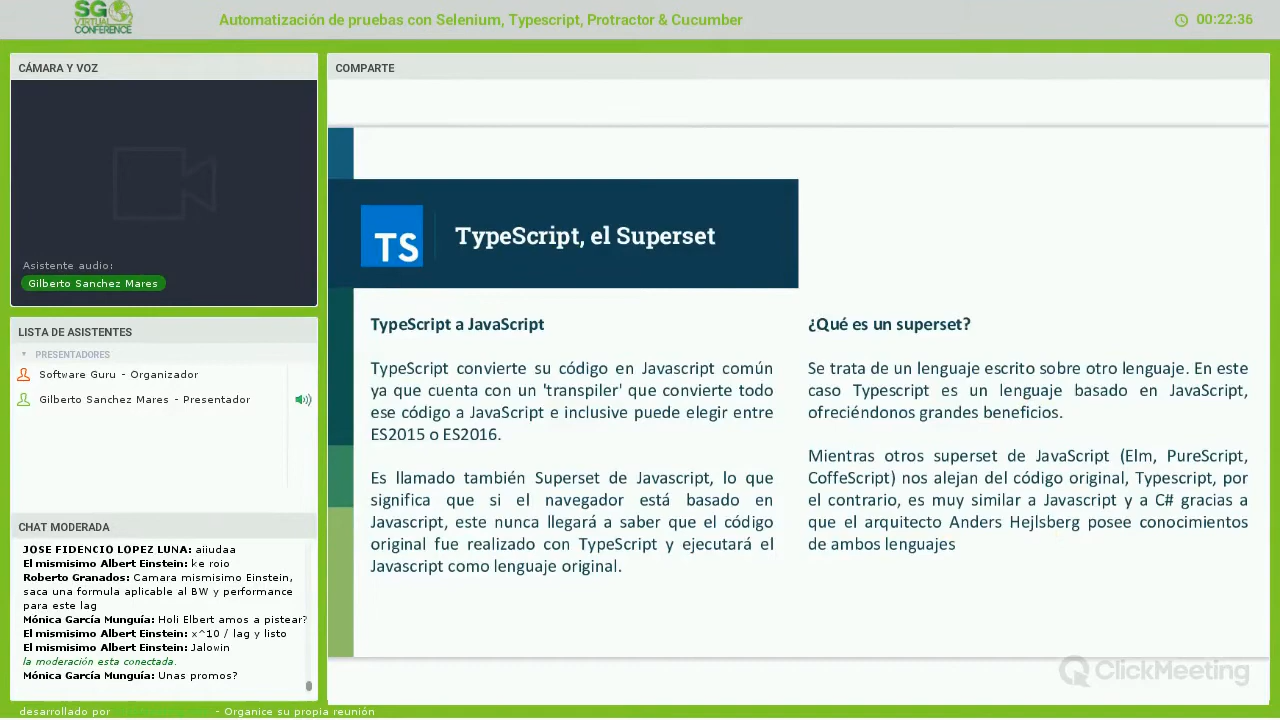 SG
VIRTUAL
CONFERENCE
Automatización de pruebas con Selenium, Typescript, Protractor & Cucumber
00:22:36
CÁMARA Y VOZ
Asistente audio:
Gilberto Sanchez Mares
LISTA DE ASISTENTES
PRESENTADORES
Software Guru - Organizador
Gilberto Sanchez Mares - Presentador
CHAT MODERADA
JOSE FIDENCIO LOPEZ LUNA: aiiudaa
El mismisimo Albert Einstein: ke roio
Roberto Granados: Camara mismisimo Einstein,
saca una formula aplicable al BW y performance
para este lag
Mónica García Munguía: Holi Elbert amos a pistear?
El mismisimo Albert Einstein: x^10 / lag y listo
El mismisimo Albert Einstein: Jalowin
la moderación esta conectada.
Mónica García Munguía: Unas promos?
COMPARTE
TS
TypeScript, el Superset
TypeScript a JavaScript
TypeScript convierte su código en Javascript común
ya que cuenta con un 'transpiler' que convierte todo
ese código a JavaScript e inclusive puede elegir entre
ES2015 o ES2016.
Es llamado también Superset de Javascript, lo que
significa que si el navegador está basado en
Javascript, este nunca llegará a saber que el código
original fue realizado con TypeScript y ejecutará el
Javascript como lenguaje original.
¿Qué es un superset?
Se trata de un lenguaje escrito sobre otro lenguaje. En este
caso Typescript es un lenguaje basado en JavaScript,
ofreciéndonos grandes beneficios.
Mientras otros superset de JavaScript (Elm, PureScript,
CoffeScript) nos alejan del código original, Typescript, por
el contrario, es muy similar a Javascript y a C# gracias a
que el arquitecto Anders Hejlsberg posee conocimientos
de ambos lenguajes
ClickMeeting
desarrollado por - Organice su propia reunión